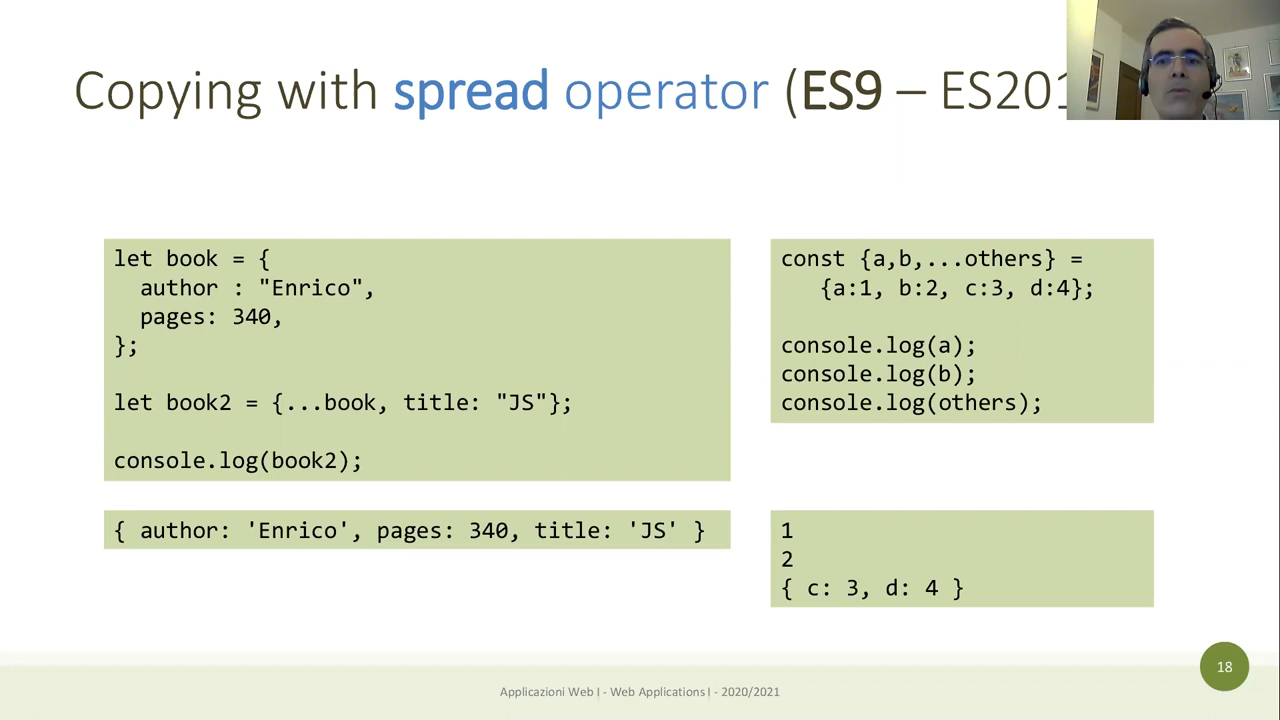 Copying with spread operator (ES9 – ES201
let book = {
  author : "Enrico",
  pages: 340,
};
let book2 = {...book, title: "JS"};
console.log(book2);
{ author: 'Enrico', pages: 340, title: 'JS' }
const {a,b,...others} =
   {a:1, b:2, c:3, d:4};
console.log(a);
console.log(b);
console.log(others);
1
2
{ c: 3, d: 4 }
Applicazioni Web I - Web Applications I - 2020/2021
18